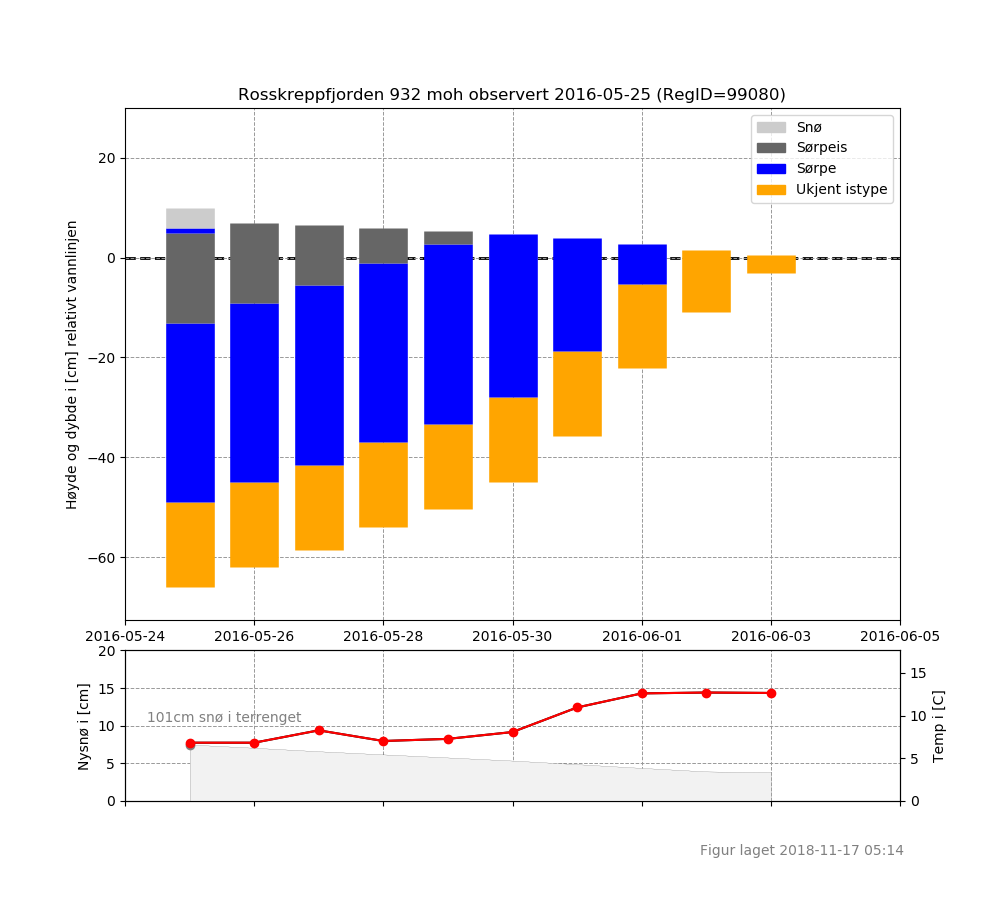 Rosskreppfjorden 932 moh observert 2016-05-25 (RegID=99080)
Snø
Sørpeis
Sørpe
Ukjent istype
Høyde og dybde i [cm] relativt vannlinjen
20
0
−20
−40
−60
2016-05-24 2016-05-26 2016-05-28 2016-05-30 2016-06-01 2016-06-03 2016-06-05
Nysnø i [cm]
20
15
10
5
0
101cm snø i terrenget
15
10
5
0
Temp i [C]
Figur laget 2018-11-17 05:14